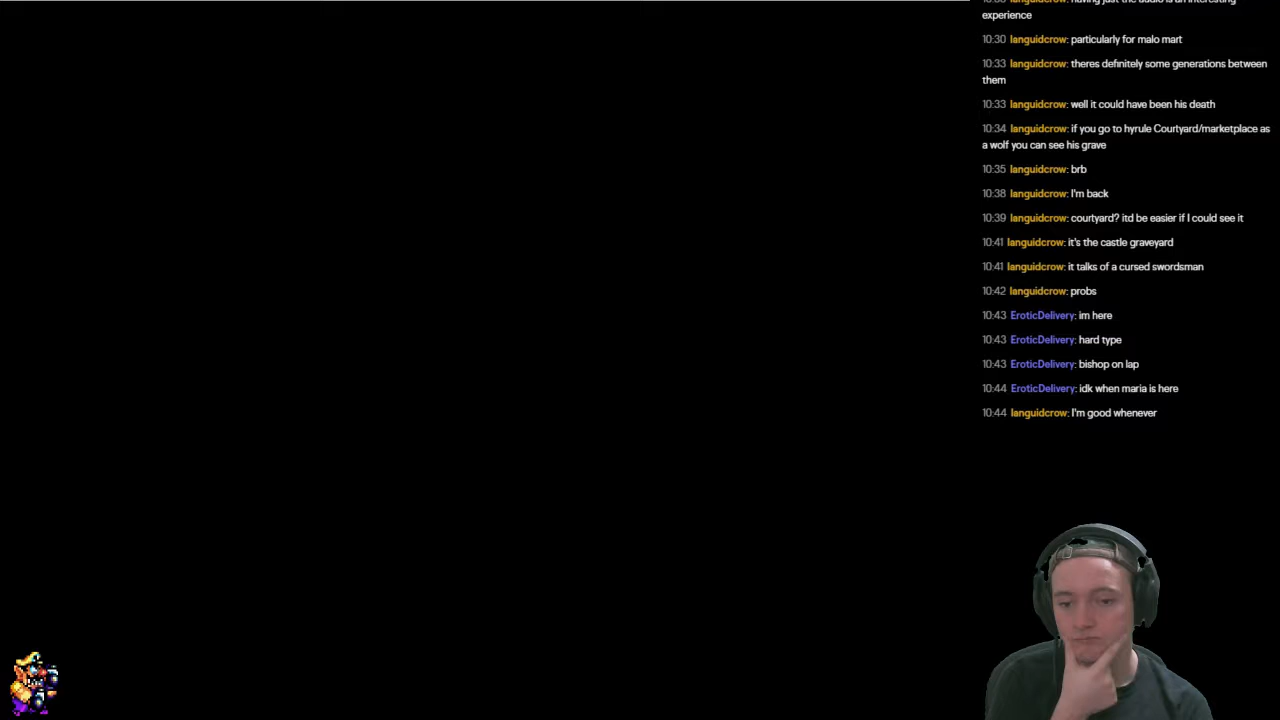 experience
10:30 languidcrow: particularly for malo mart
10:33 languidcrow: theres definitely some generations between
them
10:33 languidcrow: well it could have been his death
10:34 languidcrow: if you go to hyrule Courtyard/marketplace as
a wolf you can see his grave
10:35 languidcrow: brb
10:38 languidcrow: I'm back
10:39 languidcrow: courtyard? itd be easier if I could see it
10:41 languidcrow: it's the castle graveyard
10:41 languidcrow: it talks of a cursed swordsman
10:42 languidcrow: probs
10:43 EroticDelivery: im here
10:43 EroticDelivery: hard type
10:43 EroticDelivery: bishop on lap
10:44 EroticDelivery: idk when maria is here
10:44 languidcrow: I'm good whenever